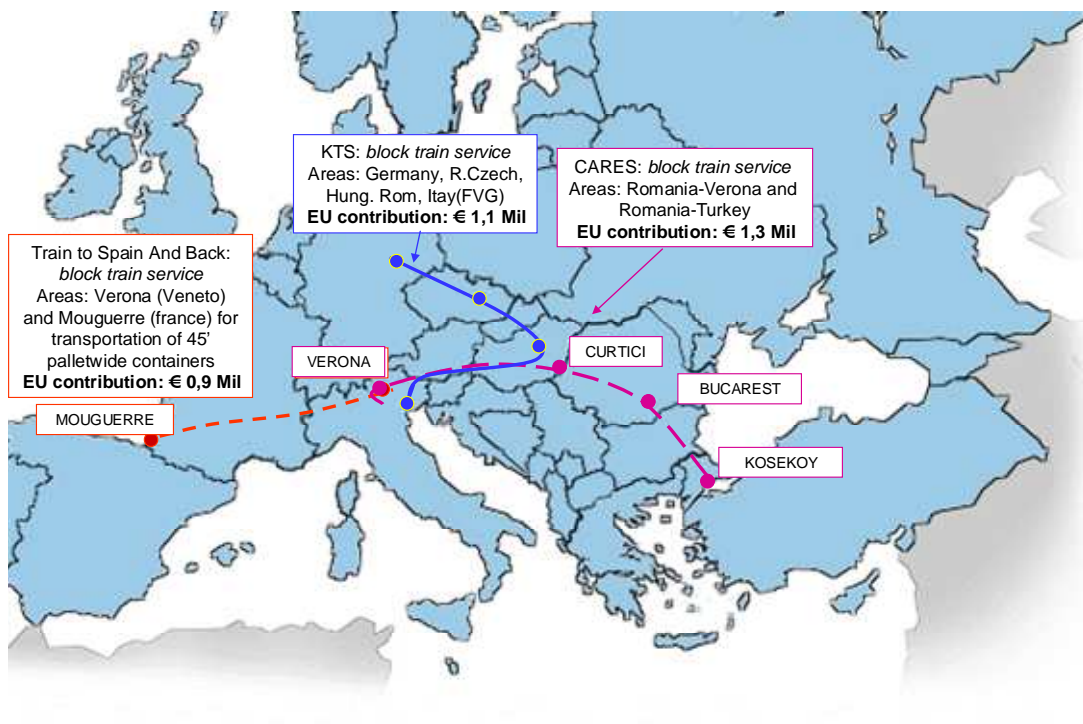 KTS: block train service
Areas: Germany, R.Czech,
Hung. Rom, Itay(FVG)
EU contribution: € 1,1 Mil
CARES: block train service
Areas: Romania-Verona and
Romania-Turkey
EU contribution: € 1,3 Mil
Train to Spain And Back:
block train service
Areas: Verona (Veneto)
and Mouguerre (france) for
transportation of 45'
palletwide containers
EU contribution: € 0,9 Mil
VERONA
CURTICI
BUCAREST
MOUGUERRE
KOSEKOY